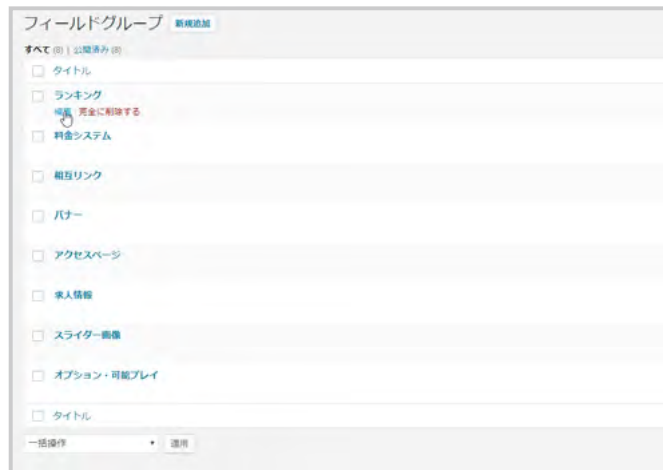 フィールドグループ 新規追加
すべて (8) | 公開済み (8)
タイトル
ランキング
編集 完全に削除する
料金システム
相互リンク
バナー
アクセスページ
求人情報
スライダー画像
オプション・可能プレイ
タイトル
一括操作 適用